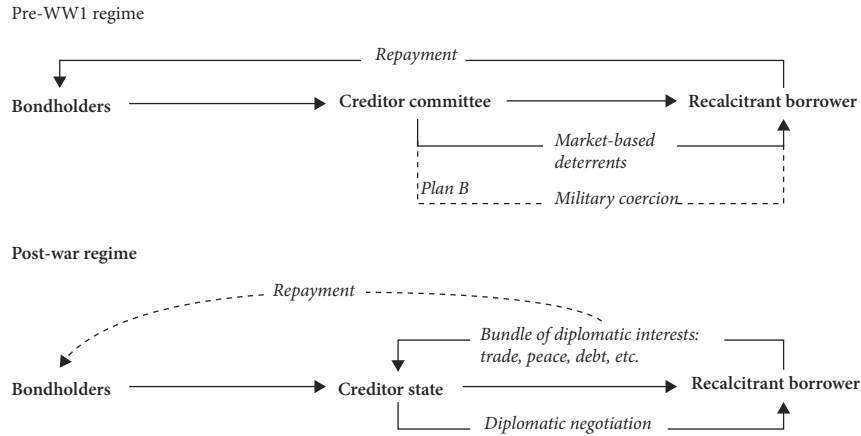 Pre-WW1 regime
Repayment
Bondholders
Creditor committee
Recalcitrant borrower
Market-based
deterrents
Plan B
Military coercion
Post-war regime
Repayment
Bundle of diplomatic interests:
trade, peace, debt, etc.
Bondholders
Creditor state
Recalcitrant borrower
Diplomatic negotiation